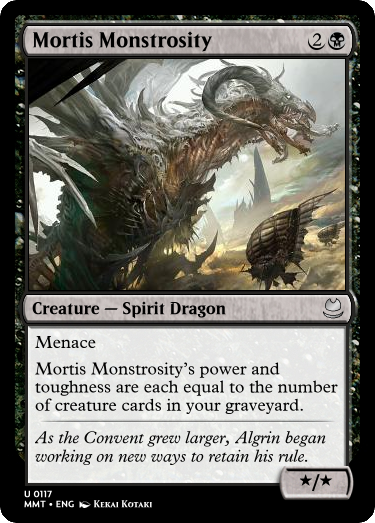 Mortis Monstrosity 2
Creature — Spirit Dragon
Menace
Mortis Monstrosity's power and
toughness are each equal to the number
of creature cards in your graveyard.
As the Convent grew larger, Algrin began
working on new ways to retain his rule.
★/★
U 0117
MMT • ENG Kekai Kotaki